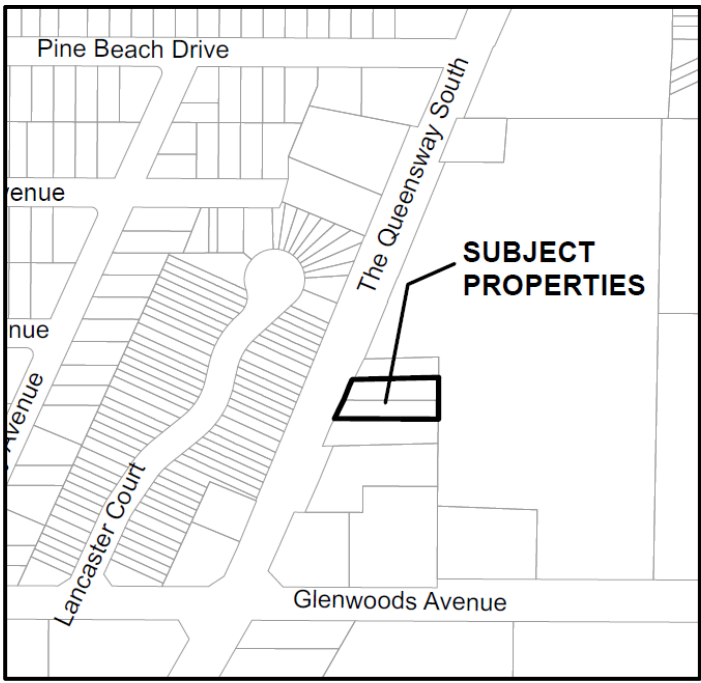 Pine Beach Drive
The Queensway South
venue
SUBJECT
PROPERTIES
nue
Avenue
Lancaster Court
Glenwoods Avenue